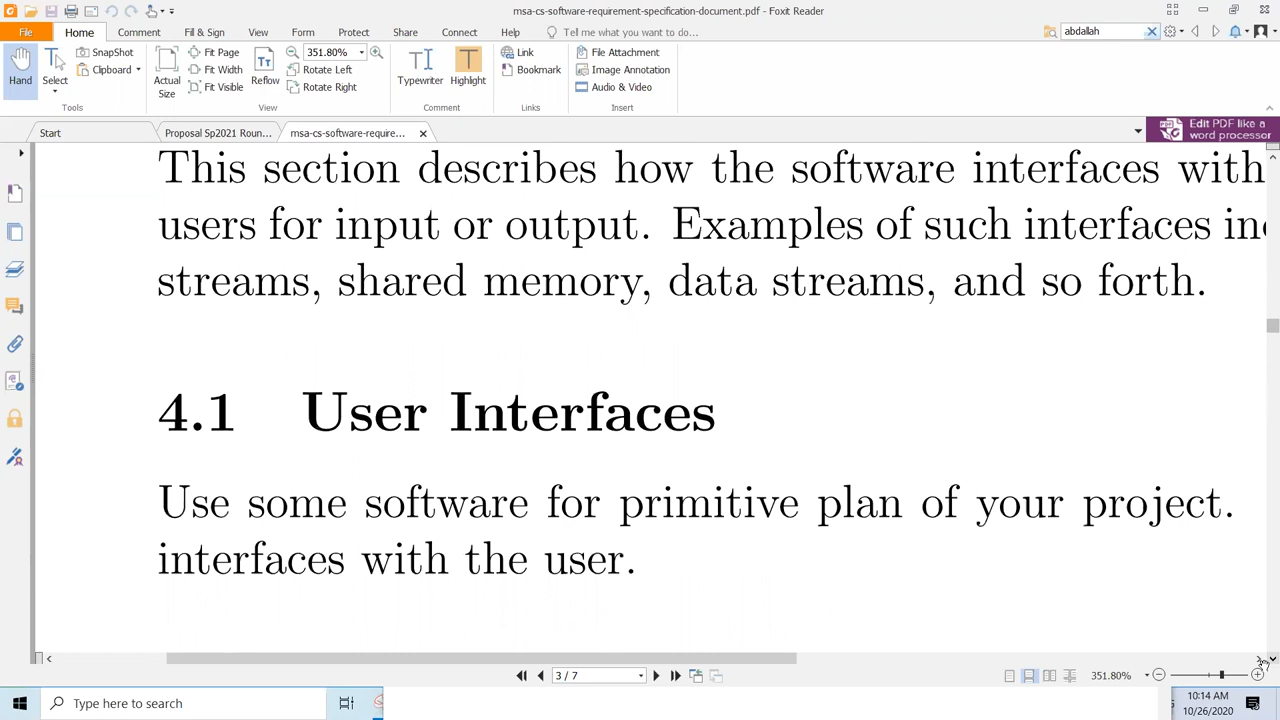 msa-cs-software-requirement-specification-document.pdf - Foxit Reader
File Home Comment Fill & Sign View Form Protect Share Connect Help Tell me what you want to do... abdallah
Hand
Select
SnapShot
Clipboard
Tools
Actual Size
Fit Page
Fit Width
Fit Visible
Reflow
351.80%
Rotate Left
Rotate Right
View
Typewriter
Highlight
Comment
Link
Bookmark
Links
File Attachment
Image Annotation
Audio & Video
Insert
Start
Proposal Sp2021 Roun...
msa-cs-software-require...
Edit PDF like a
word processor
This section describes how the software interfaces with
users for input or output. Examples of such interfaces inc
streams, shared memory, data streams, and so forth.
4.1 User Interfaces
Use some software for primitive plan of your project.
interfaces with the user.
3 / 7
351.80%
Type here to search
10:14 AM
10/26/2020